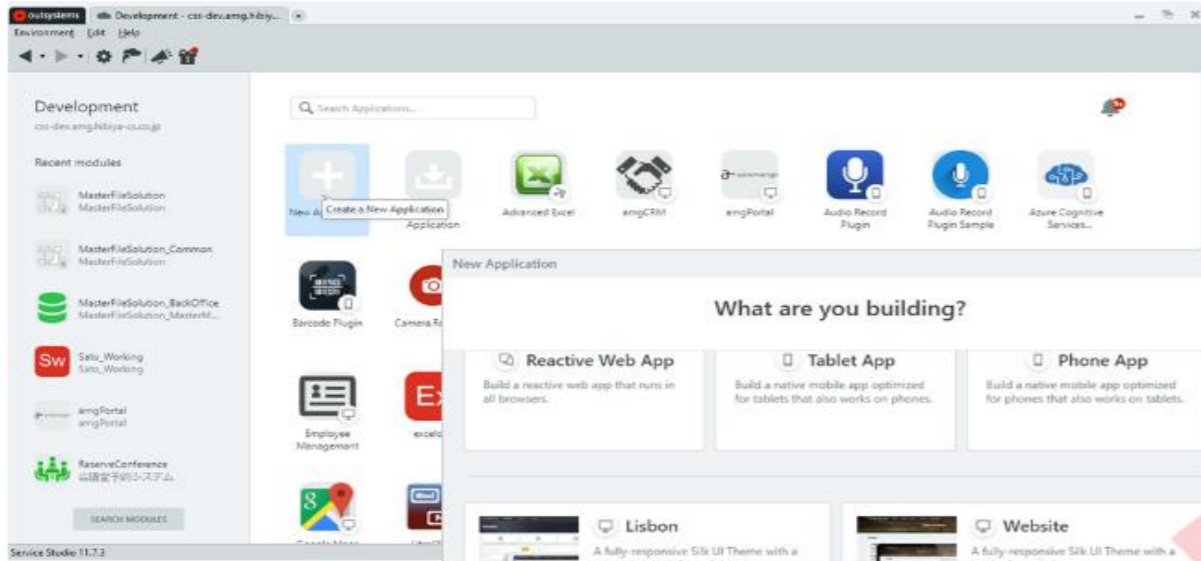 outsystems
Development - css-dev.amg.hibiy...
Environment Edit Help
Development
css-dev.amg.hibiya-cs.co.jp
Recent modules
MasterFileSolution
MasterFileSolution
MasterFileSolution_Common
MasterFileSolution
MasterFileSolution_BackOffice
MasterFileSolution_MasterM...
Sw
Sato_Working
Sato_Working
amgPortal
amgPortal
ReserveConference
会議室予約システム
SEARCH MODULES
Service Studio 11.7.3
Search Applications...
New A
Create a New Application
Application
Advanced Excel
amgCRM
amgPortal
Audio Record
Plugin
Audio Record
Plugin Sample
Azure Cognitive
Services...
Barcode Plugin
Camera
Employee
Management
New Application
What are you building?
Reactive Web App
Build a reactive web app that runs in
all browsers.
Tablet App
Build a native mobile app optimized
for tablets that also works on phones.
Phone App
Build a native mobile app optimized
for phones that also works on tablets.
Lisbon
A fully-responsive Silk UI Theme with a
Website
A fully-responsive Silk UI Theme with a